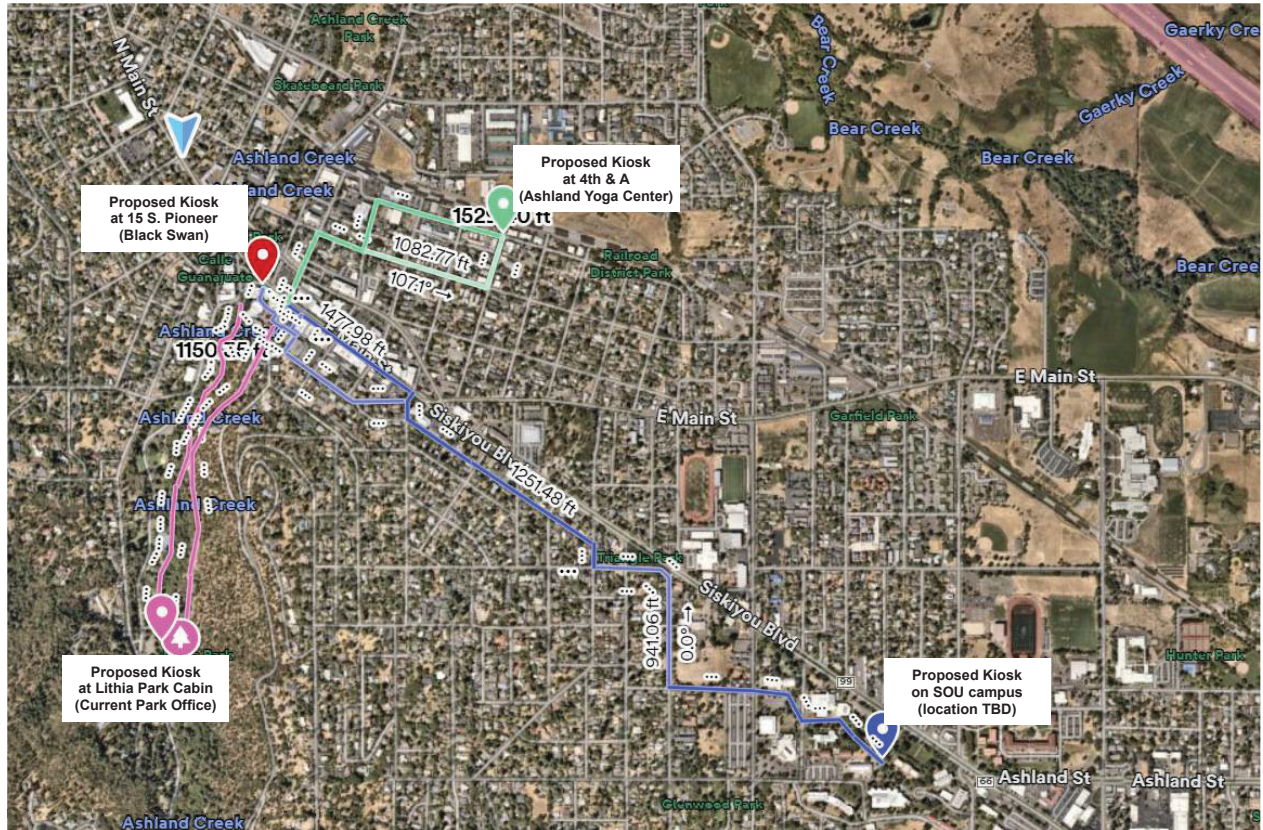 Ashland Creek
Park
Gaerky Cre
N Main St
Bear Creek
Skateboard Park
Gaerky Creek
Bear Creek
Bear Creek
Ashland Creek
Proposed Kiosk
at 4th & A
(Ashland Yoga Center)
Proposed Kiosk
at 15 S. Pioneer
(Black Swan)
1082.77 ft
107.1° →
Railroad
District Park
Bear Cree
Calle
Guanajuato
1477.98 ft
Ashland
E Main St
Ashland Creek
Siskiyou Blvd
E Main St
Garfield Park
1251.48 ft
Ashland Creek
Triangle Park
Siskiyou Blvd
941.06 ft
0.0° →
Hunter Park
Proposed Kiosk
at Lithia Park Cabin
(Current Park Office)
Proposed Kiosk
on SOU campus
(location TBD)
99
66
Ashland St
Ashland St
Glenwood Park
Ashland Creek